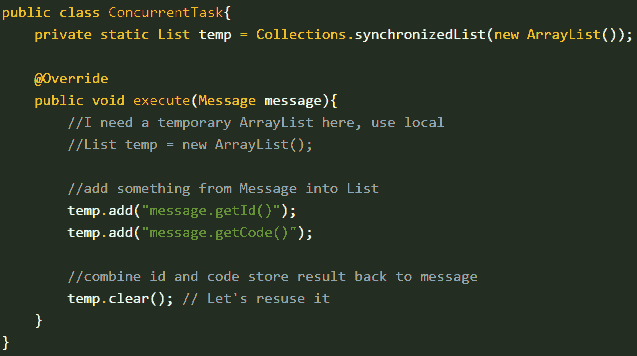 public class ConcurrentTask{
    private static List temp = Collections.synchronizedList(new ArrayList());
    @Override
    public void execute(Message message){
        //I need a temporary ArrayList here, use local
        //List temp = new ArrayList();
        //add something from Message into List
        temp.add("message.getId()");
        temp.add("message.getCode()");
        //combine id and code store result back to message
        temp.clear(); // Let's resuse it
    }
}